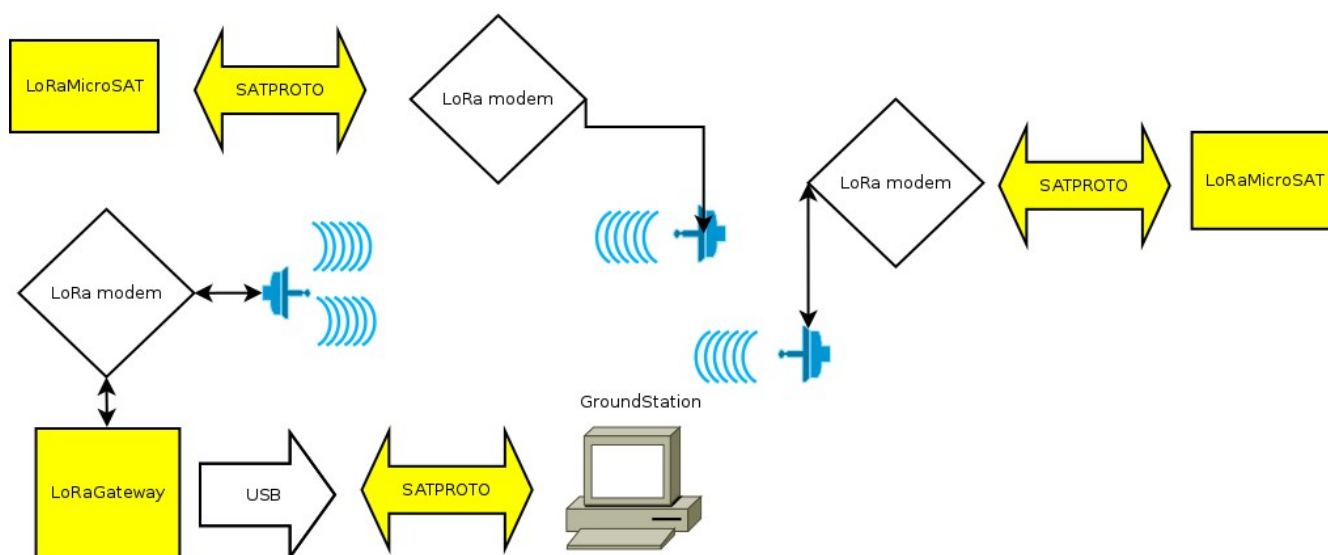 LoRaMicroSAT
SATPROTO
LoRa modem
LoRa modem
SATPROTO
LoRaMicroSAT
LoRa modem
GroundStation
LoRaGateway
USB
SATPROTO